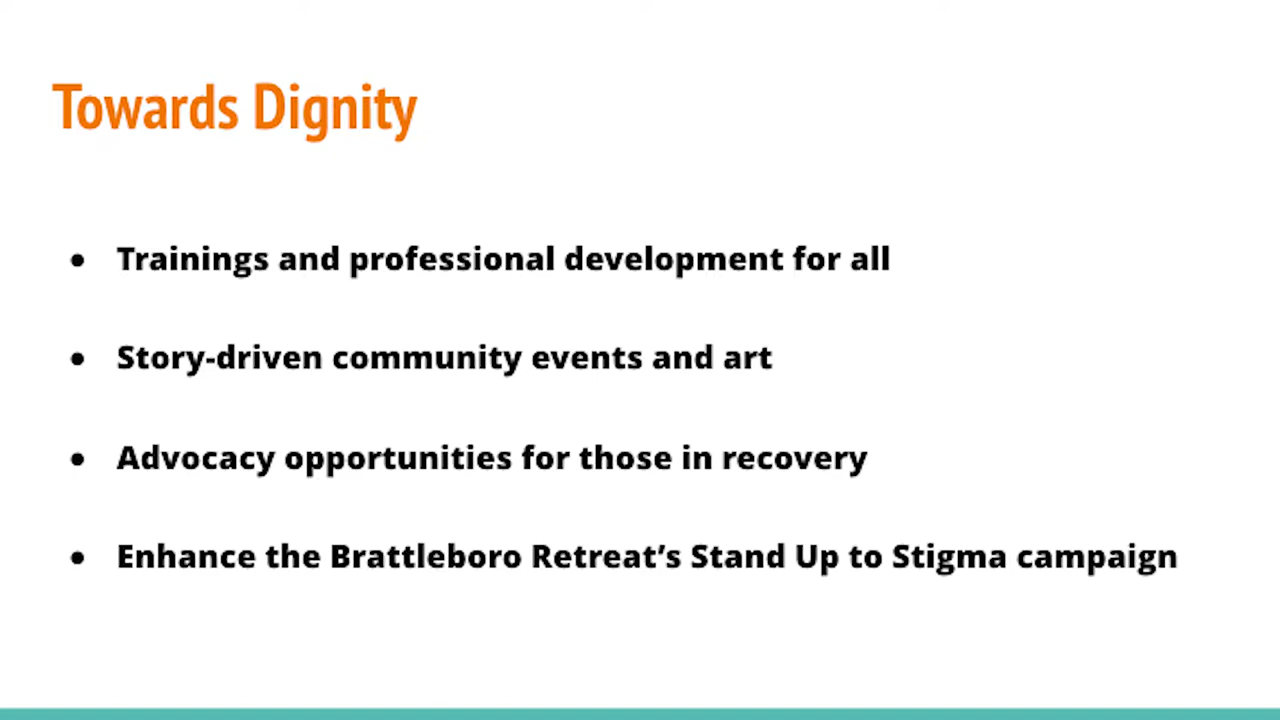 Towards Dignity
● Trainings and professional development for all
● Story-driven community events and art
● Advocacy opportunities for those in recovery
● Enhance the Brattleboro Retreat’s Stand Up to Stigma campaign